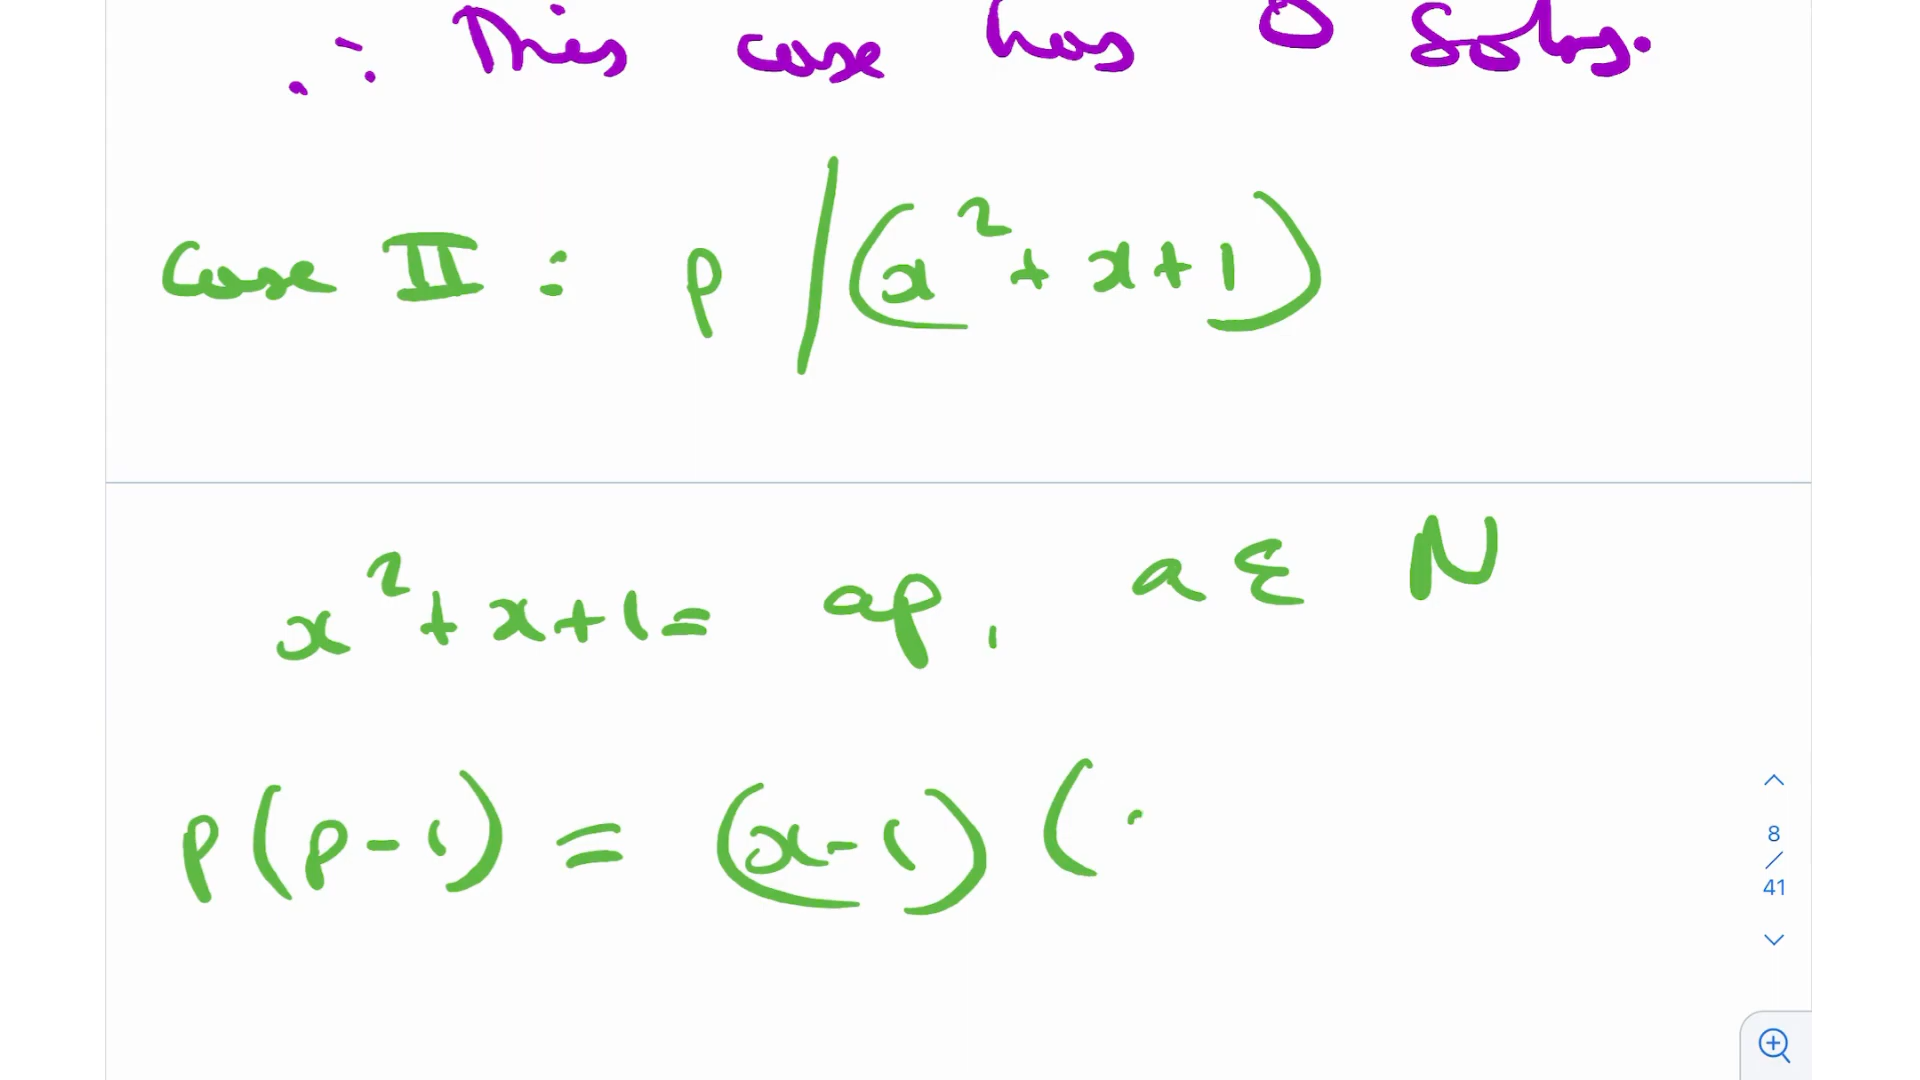 ∴ This case has 0 solns.
Case II : p | (x² + x + 1)
x² + x + 1 = ap, a ε N
p(p-1) = (x-1) (
8
/
41